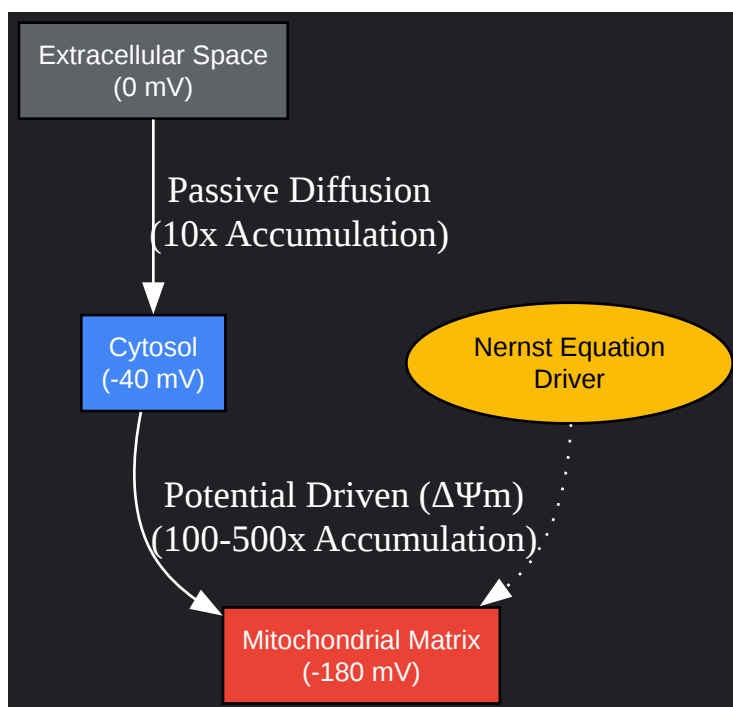 Extracellular Space
(0 mV)
Passive Diffusion
(10x Accumulation)
Cytosol
(-40 mV)
Nernst Equation
Driver
Potential Driven (ΔΨm)
(100-500x Accumulation)
Mitochondrial Matrix
(-180 mV)